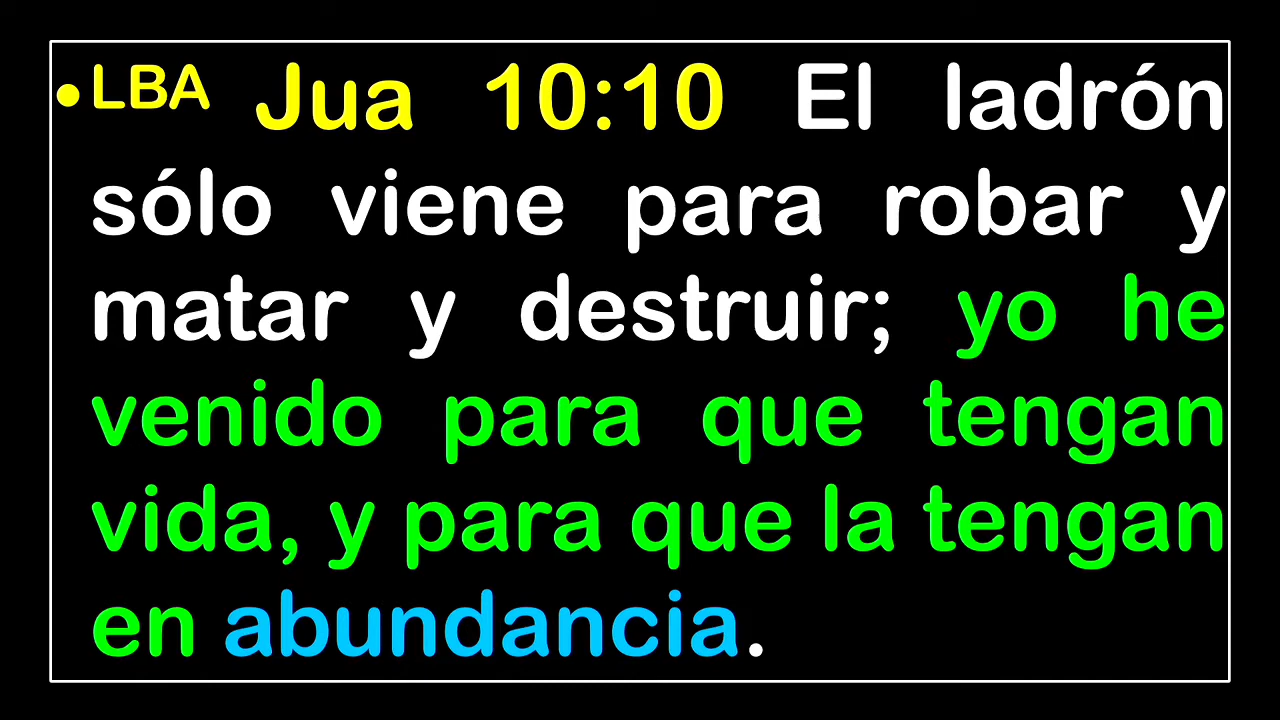 •LBA Jua 10:10 El ladrón
sólo viene para robar y
matar y destruir; yo he
venido para que tengan
vida, y para que la tengan
en abundancia.